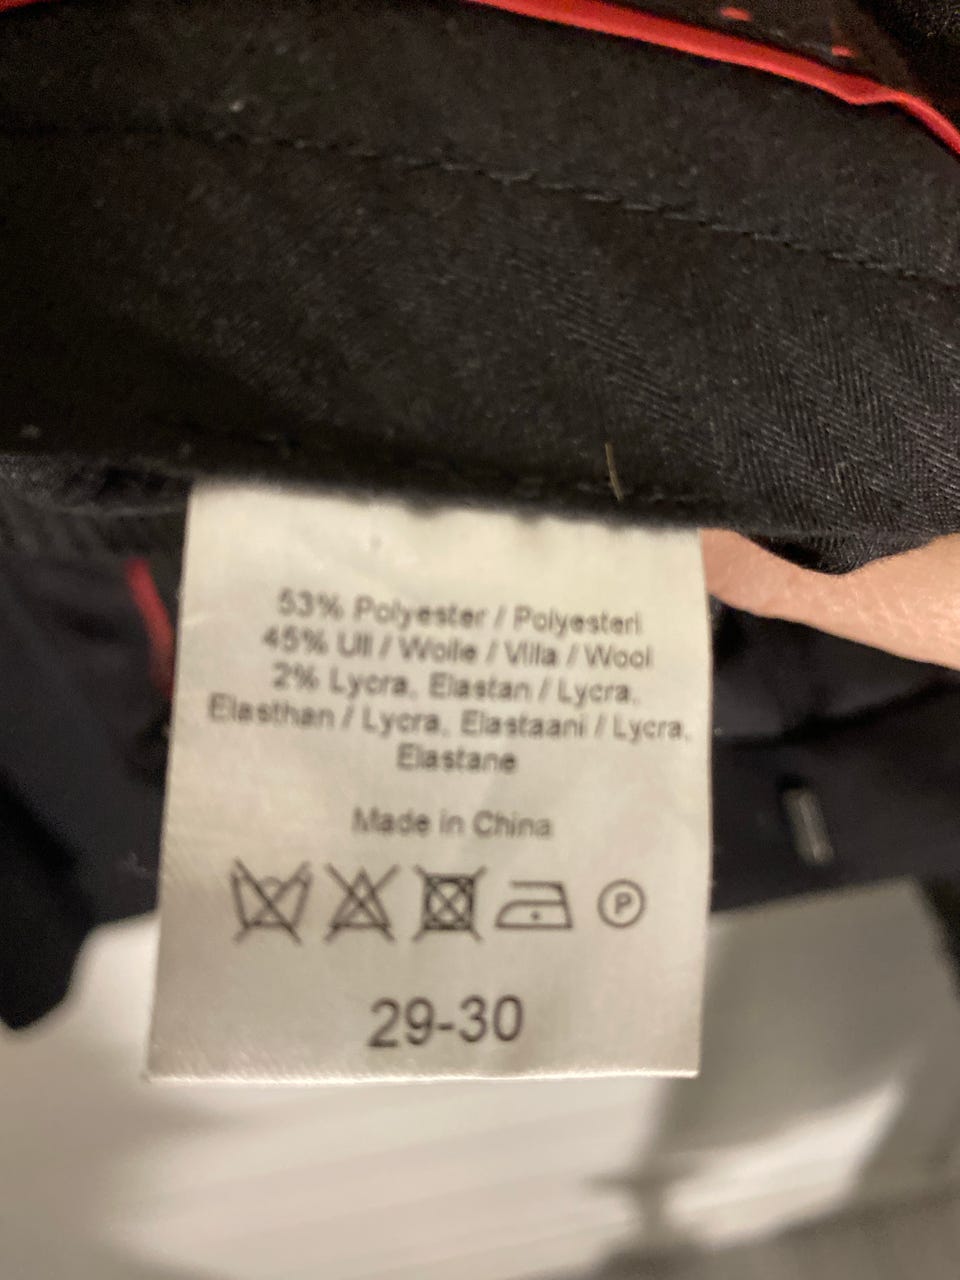 53% Polyester / Polyesteri
45% Ull / Wolle / Villa / Wool
2% Lycra, Elastan / Lycra,
Elasthan / Lycra, Elastaani / Lycra,
Elastane
Made in China
P
29-30